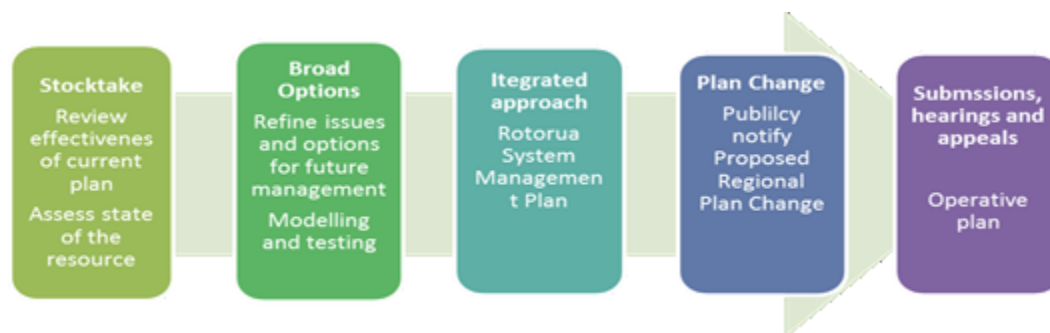 Stocktake
Review
effectivenes
of current
plan
Assess state
of the
resource
Broad
Options
Refine issues
and options
for future
management
Modelling
and testing
Itegrated
approach
Rotorua
System
Managemen
t Plan
Plan Change
Publilcy
notify
Proposed
Regional
Plan Change
Submssions,
hearings and
appeals
Operative
plan